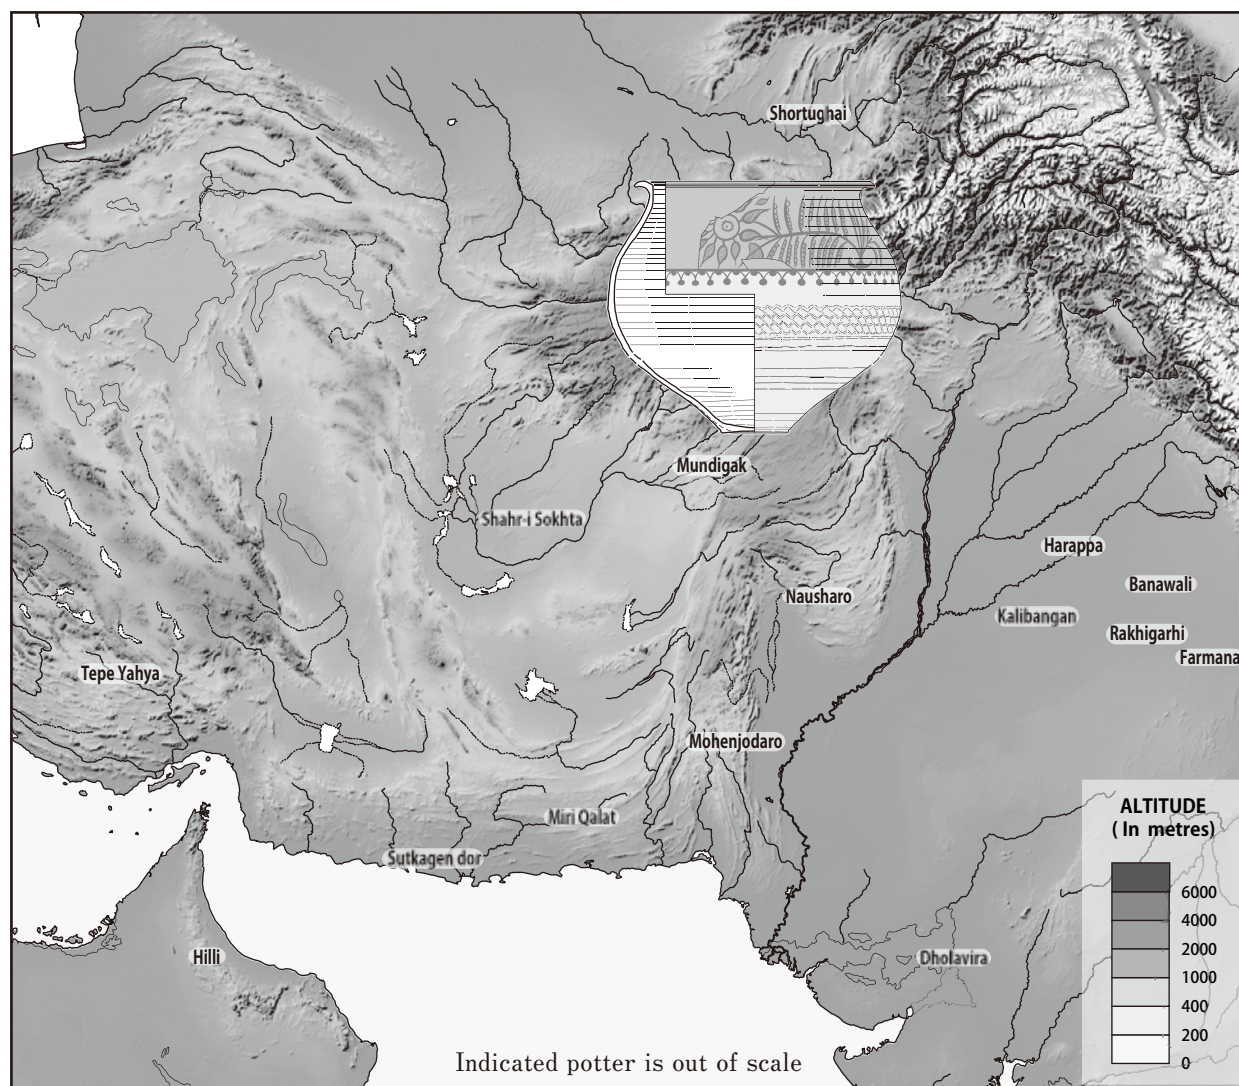 Shortughai
Mundigak
Shahr-i Sokhta
Harappa
Banawali
Nausharo
Kalibangan
Rakhigarhi
Farmana
Tepe Yahya
Mohenjodaro
ALTITUDE
( In metres)
Miri Qalat
Sutkagen dor
6000
4000
2000
1000
400
200
0
Hilli
Dholavira
Indicated potter is out of scale